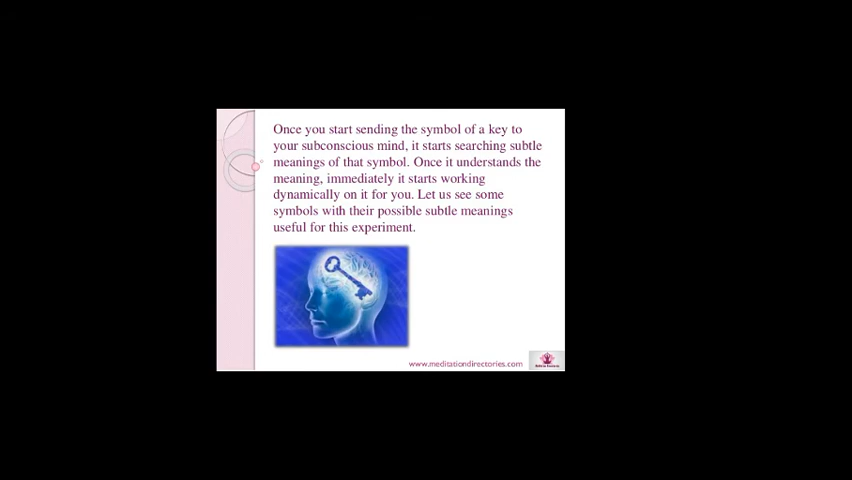 Once you start sending the symbol of a key to
your subconscious mind, it starts searching subtle
meanings of that symbol. Once it understands the
meaning, immediately it starts working
dynamically on it for you. Let us see some
symbols with their possible subtle meanings
useful for this experiment.
www.meditationdirectories.com